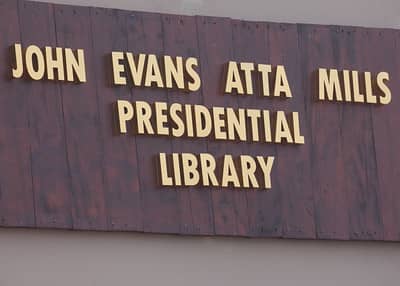 JOHN EVANS ATTA MILLS
PRESIDENTIAL
LIBRARY